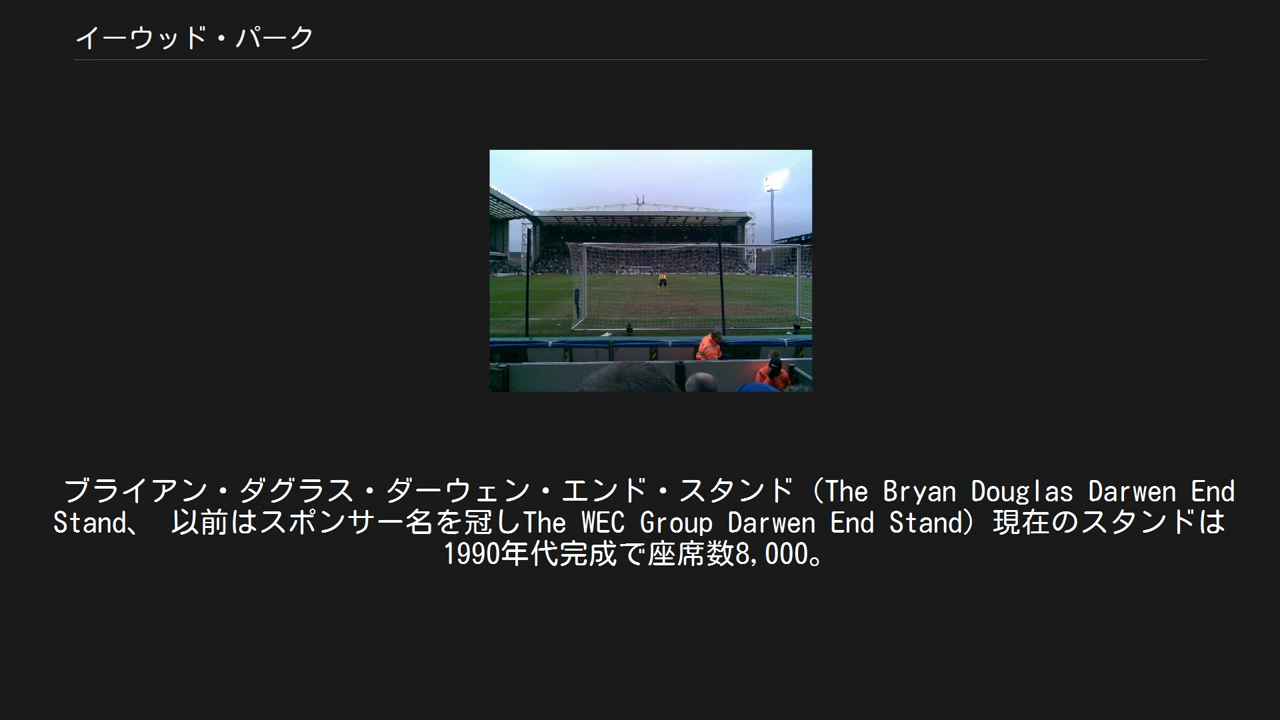 イーウッド・パーク
ブライアン・ダグラス・ダーウェン・エンド・スタンド（The Bryan Douglas Darwen End
Stand、 以前はスポンサー名を冠しThe WEC Group Darwen End Stand）現在のスタンドは
1990年代完成で座席数8,000。